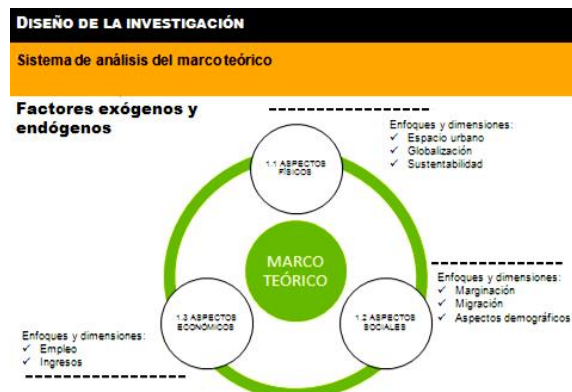 DISEÑO DE LA INVESTIGACIÓN
Sistema de análisis del marco teórico
Factores exógenos y
endógenos
Enfoques y dimensiones:
✓ Espacio urbano
✓ Globalización
✓ Sustentabilidad
1.1 ASPECTOS
FÍSICOS
MARCO
TEÓRICO
Enfoques y dimensiones:
✓ Marginación
✓ Migración
✓ Aspectos demográficos
1.3 ASPECTOS
ECONÓMICOS
1.2 ASPECTOS
SOCIALES
Enfoques y dimensiones:
✓ Empleo
✓ Ingresos